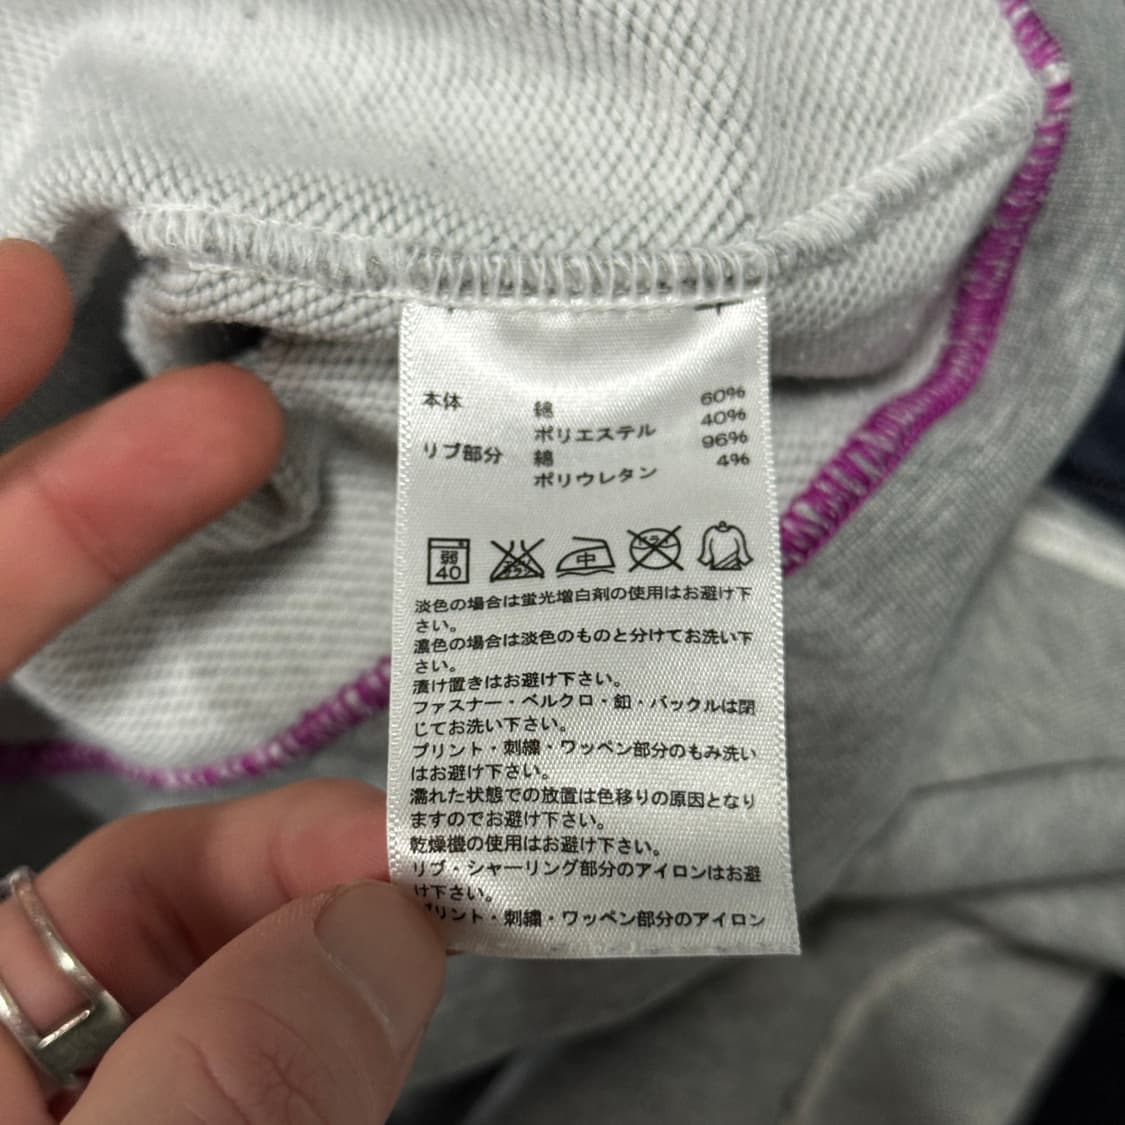 本体 綿 60%
ポリエステル 40%
リブ部分 綿 96%
ポリウレタン 4%
弱 40 中 ドライ
淡色の場合は蛍光増白剤の使用はお避け下
さい。
濃色の場合は淡色のものと分けてお洗い下
さい。
漬け置きはお避け下さい。
ファスナー・ベルクロ・釦・バックルは閉
じてお洗い下さい。
プリント・刺繍・ワッペン部分のもみ洗い
はお避け下さい。
濡れた状態での放置は色移りの原因となり
ますのでお避け下さい。
乾燥機の使用はお避け下さい。
リブ・シャーリング部分のアイロンはお避
け下さい。
プリント・刺繍・ワッペン部分のアイロン